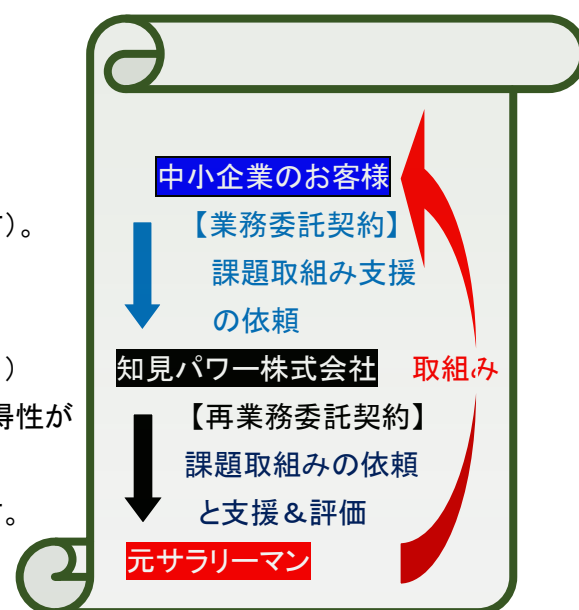 中小企業のお客様
【業務委託契約】
課題取組み支援
の依頼
知見パワー株式会社
取組み
【再業務委託契約】
課題取組みの依頼
と支援＆評価
元サラリーマン
)。
)
得性が
。